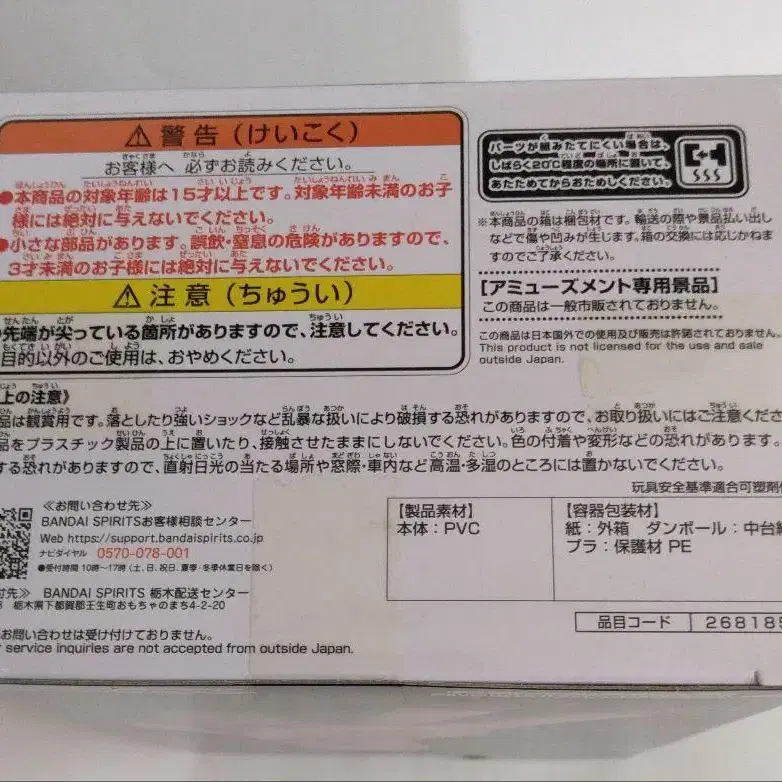 ⚠警告(けいこく)
お客様へ 必ずお読みください。
●本商品の対象年齢は15才以上です。対象年齢未満のお子
様には絶対に与えないでください。
●小さな部品があります。誤飲・窒息の危険がありますので、
3才未満のお子様には絶対に与えないでください。
⚠注意(ちゅうい)
先端が尖っている箇所がありますので、注意してください。
目的以外のご使用は、おやめください。
パーツが組みたてにくい場合は、
しばらく20℃程度の場所に置いて、
あたためてからおためしください。
※本商品の箱は梱包材です。輸送の際や景品払い出し
などで傷や凹みが生じます。箱の交換には応じかねま
すのでご了承ください。
[アミューズメント専用景品]
この商品は一般市販されておりません。
この商品は日本国外での使用及び販売は許諾されておりません。
This product is not licensed for the use and sale
outside Japan.
上の注意》
品は観賞用です。落としたり強いショックなど乱暴な扱いにより破損する恐れがありますので、お取り扱いにはご注意くださ
品をプラスチック製品の上に置いたり、接触させたままにしないでください。色の付着や変形などの恐れがあります。
する恐れがありますので、直射日光の当たる場所や窓際・車内など高温・多湿のところには置かないでください。
玩具安全基準適合可塑剤
≪お問い合わせ先≫
BANDAI SPIRITSお客様相談センター
Web https://support.bandaispirits.co.jp
ナビダイヤル 0570-078-001
●受付時間 10時〜17時(土、日、祝日、夏季・冬季休業日を除く)
付先≫ BANDAI SPIRITS 栃木配送センター
栃木県下都賀郡壬生町おもちゃのまち4-2-20
お問い合わせは受け付けておりません。
service inquiries are not accepted from outside Japan.
【製品素材】
本体:PVC
【容器包装材】
紙:外箱 ダンボール:中台紙
プラ:保護材 PE
品目コード 268185